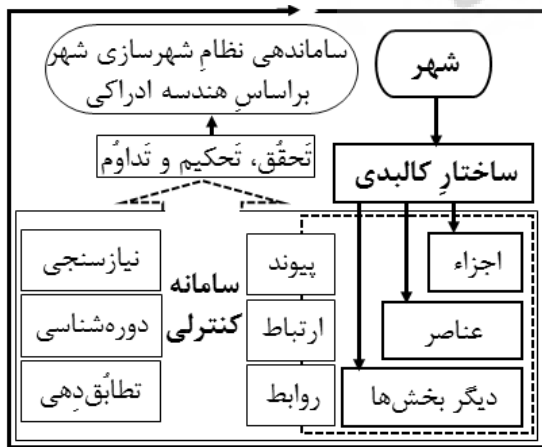 شهر
ساماندهی نظامِ شهرسازی شهر
براساسِ هندسه ادراکی
ساختارِ کالبدی
تَحقُق، تَحکیم و تَداوُم
اجزاء
عناصر
دیگر بخش‌ها
پیوند
ارتباط
روابط
سامانه
کنترلی
نیازسنجی
دوره‌شناسی
تطابُق‌دِهی